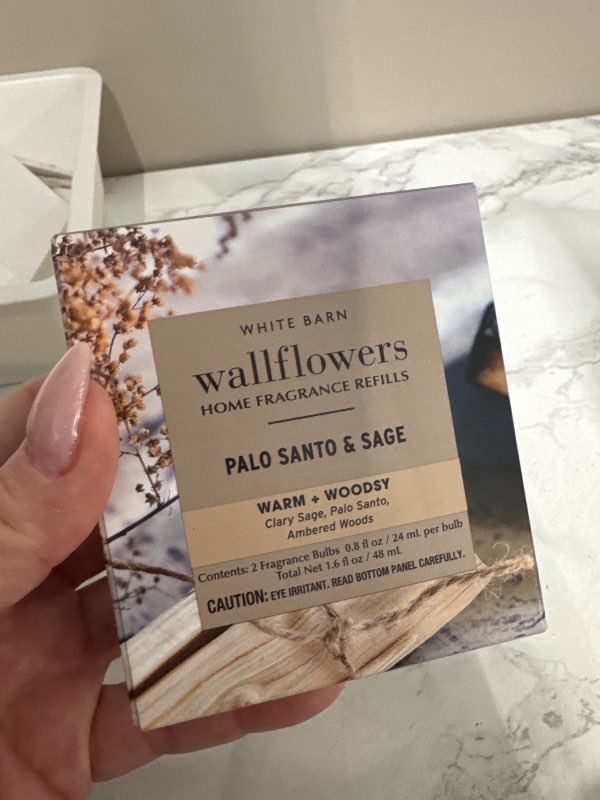 WHITE BARN
wallflowers
HOME FRAGRANCE REFILLS
PALO SANTO & SAGE
WARM + WOODSY
Clary Sage, Palo Santo,
Ambered Woods
Contents: 2 Fragrance Bulbs 0.8 fl oz / 24 mL per bulb
Total Net 1.6 fl oz / 48 mL
CAUTION: EYE IRRITANT. READ BOTTOM PANEL CAREFULLY.